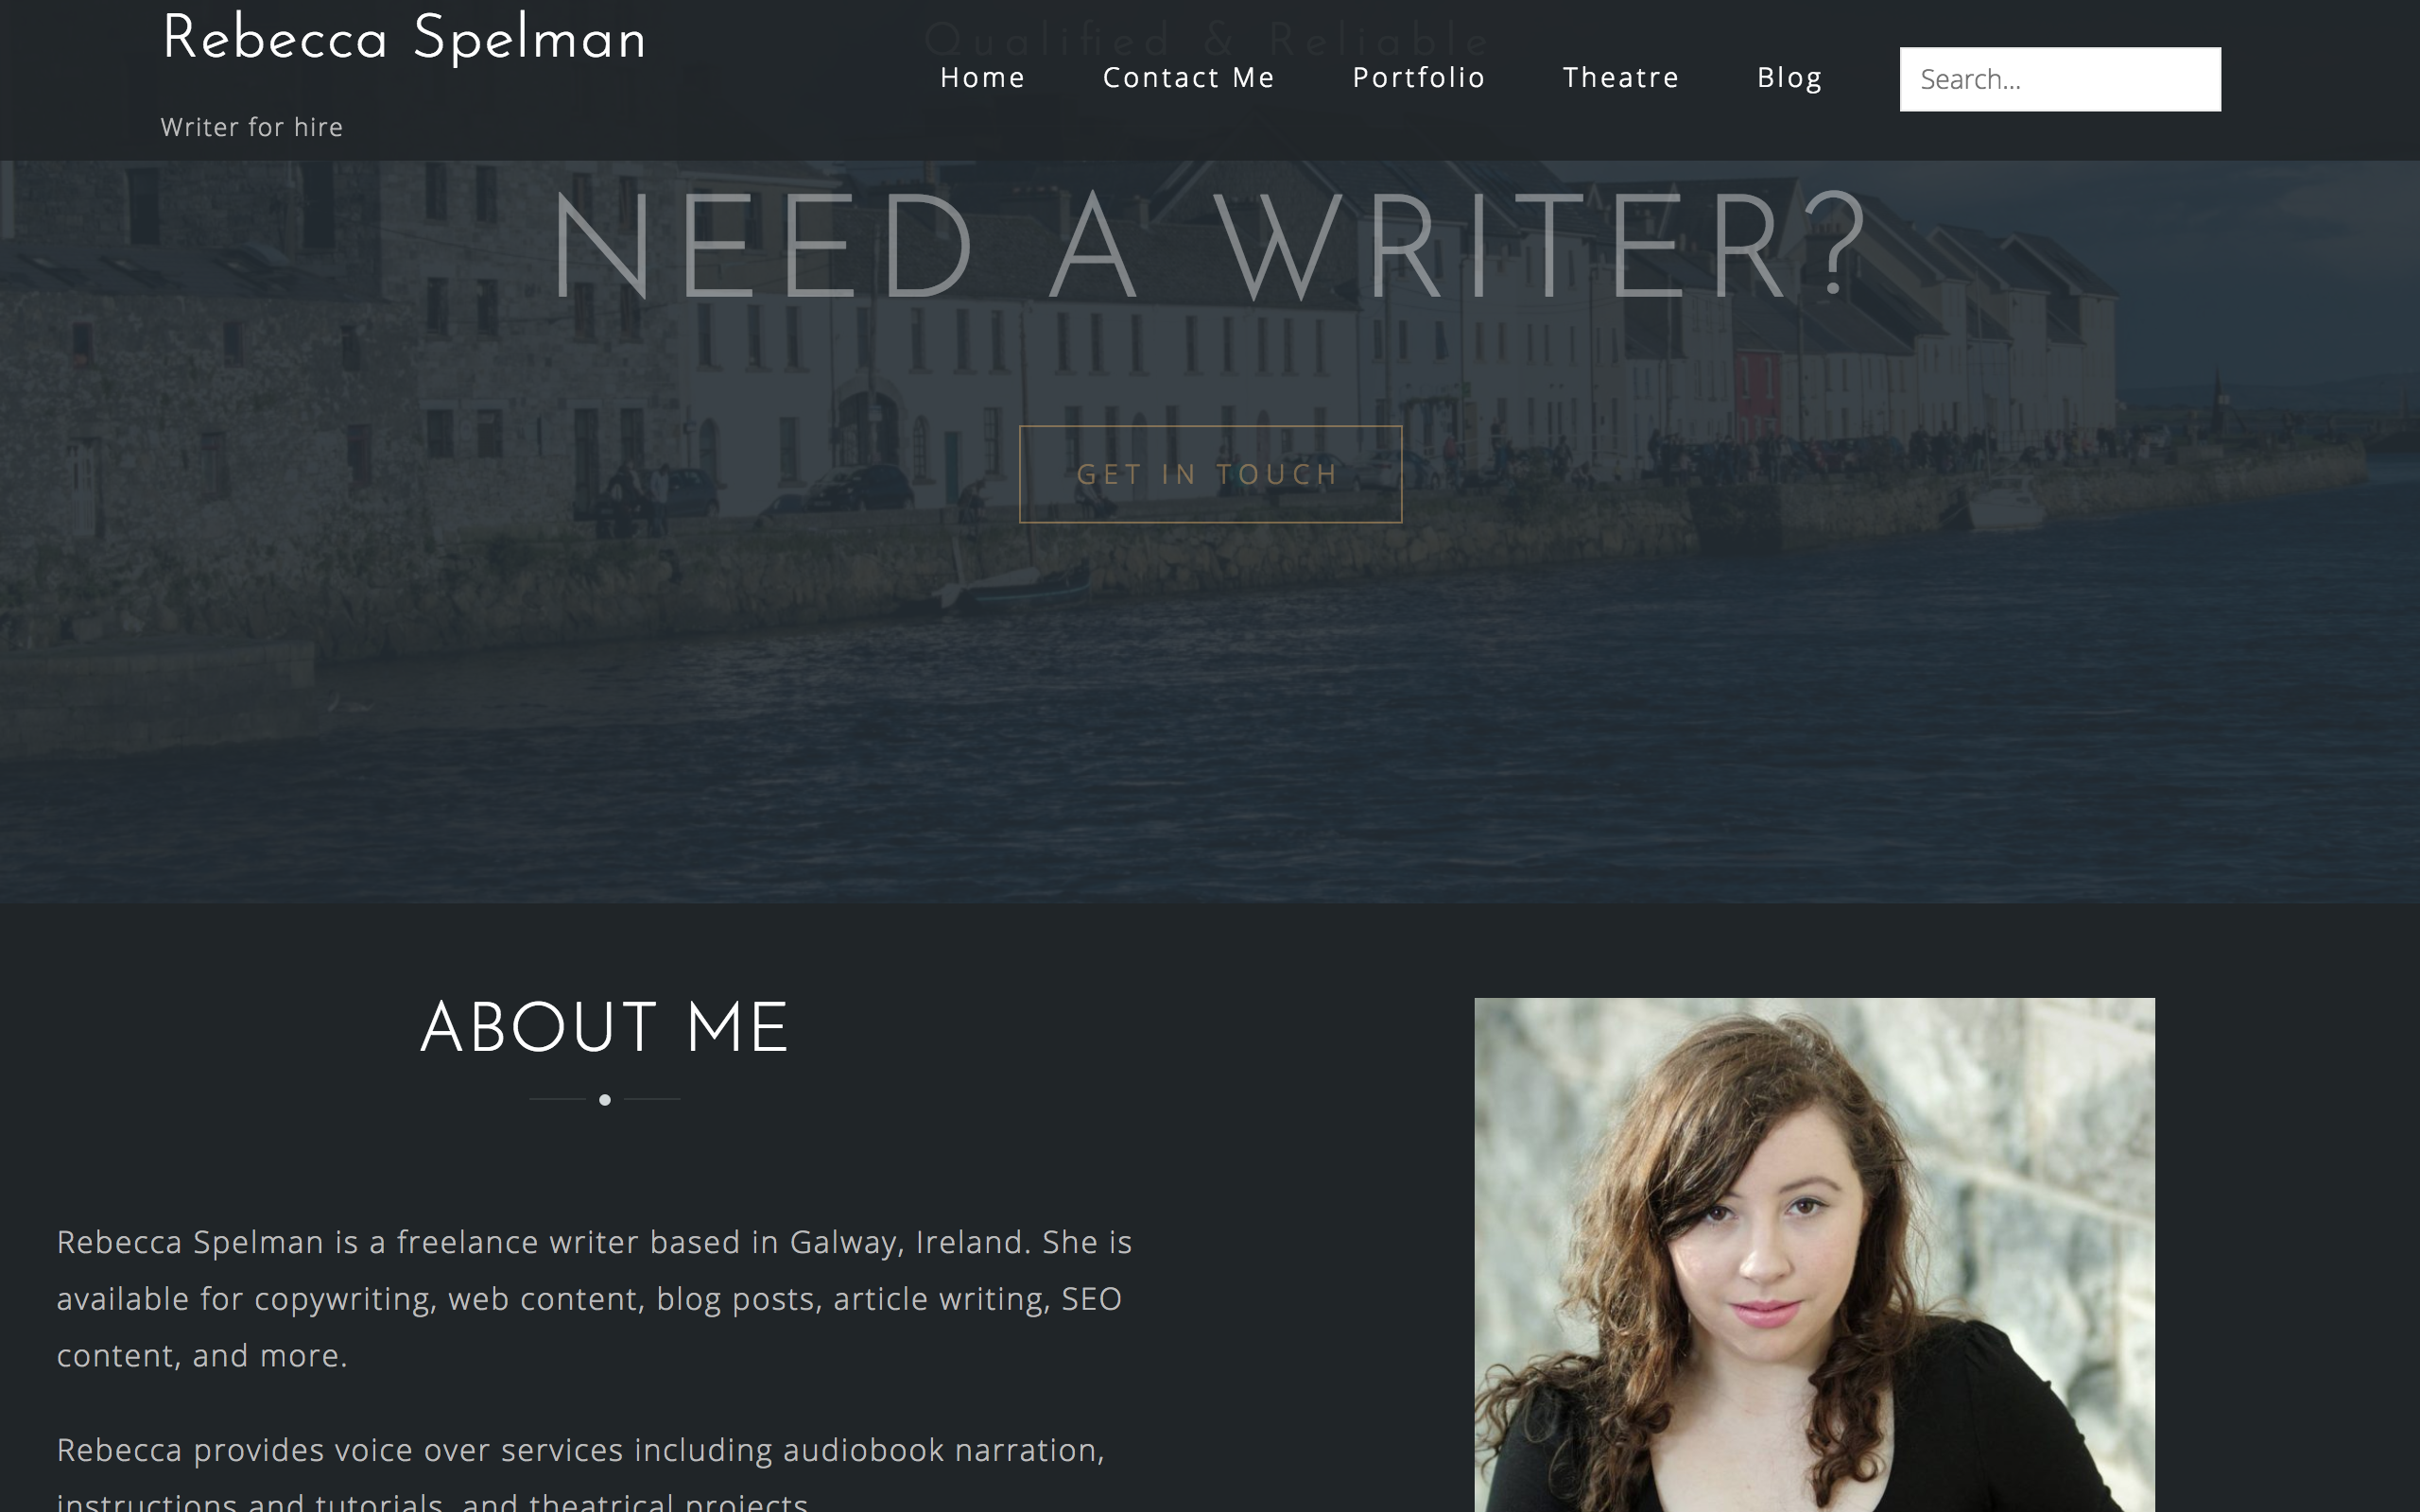 Rebecca Spelman
Qualified & Reliable
Home Contact Me Portfolio Theatre Blog Search...
Writer for hire
NEED A WRITER?
GET IN TOUCH
ABOUT ME
Rebecca Spelman is a freelance writer based in Galway, Ireland. She is
available for copywriting, web content, blog posts, article writing, SEO
content, and more.
Rebecca provides voice over services including audiobook narration,
instructions and tutorials, and theatrical projects.